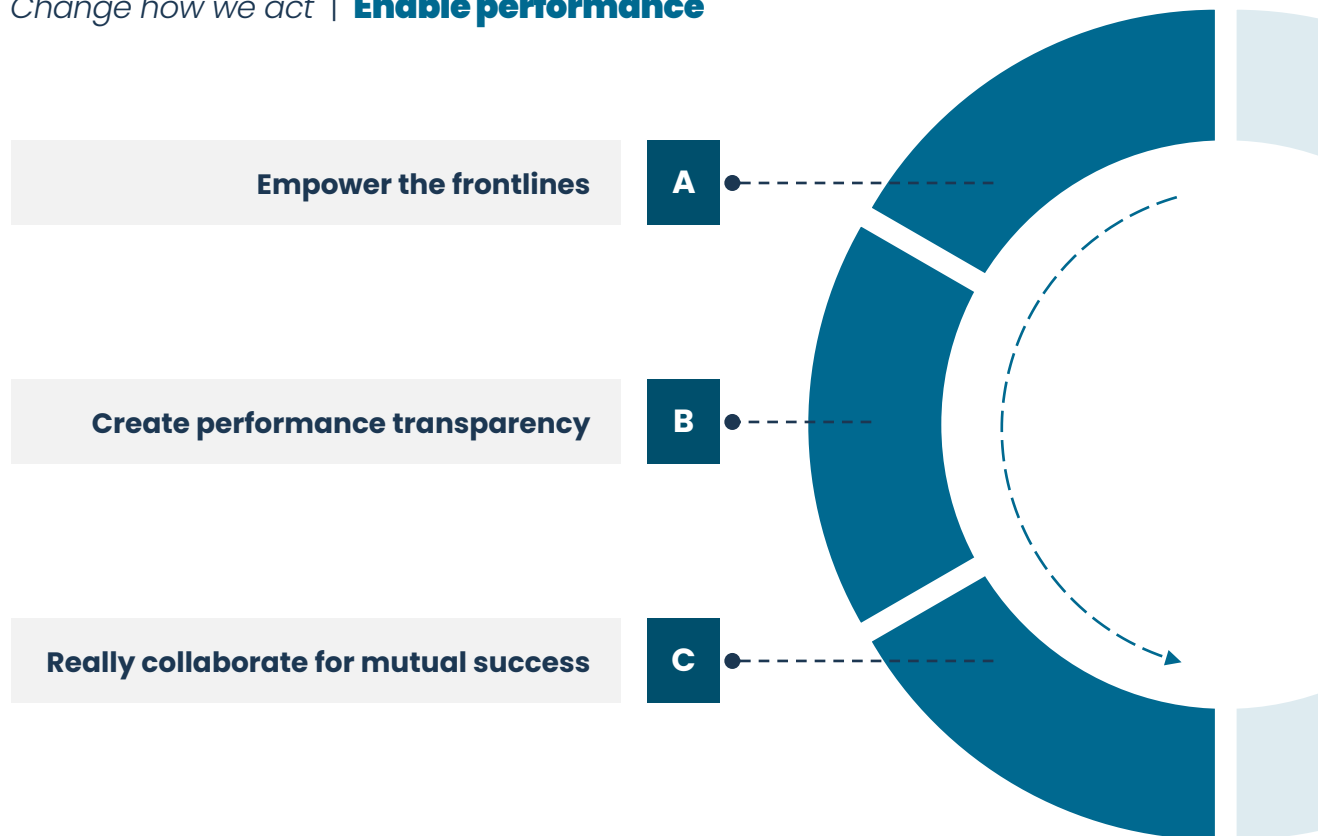 Change how we act | Enable performance
Empower the frontlines
A
Create performance transparency
B
Really collaborate for mutual success
C